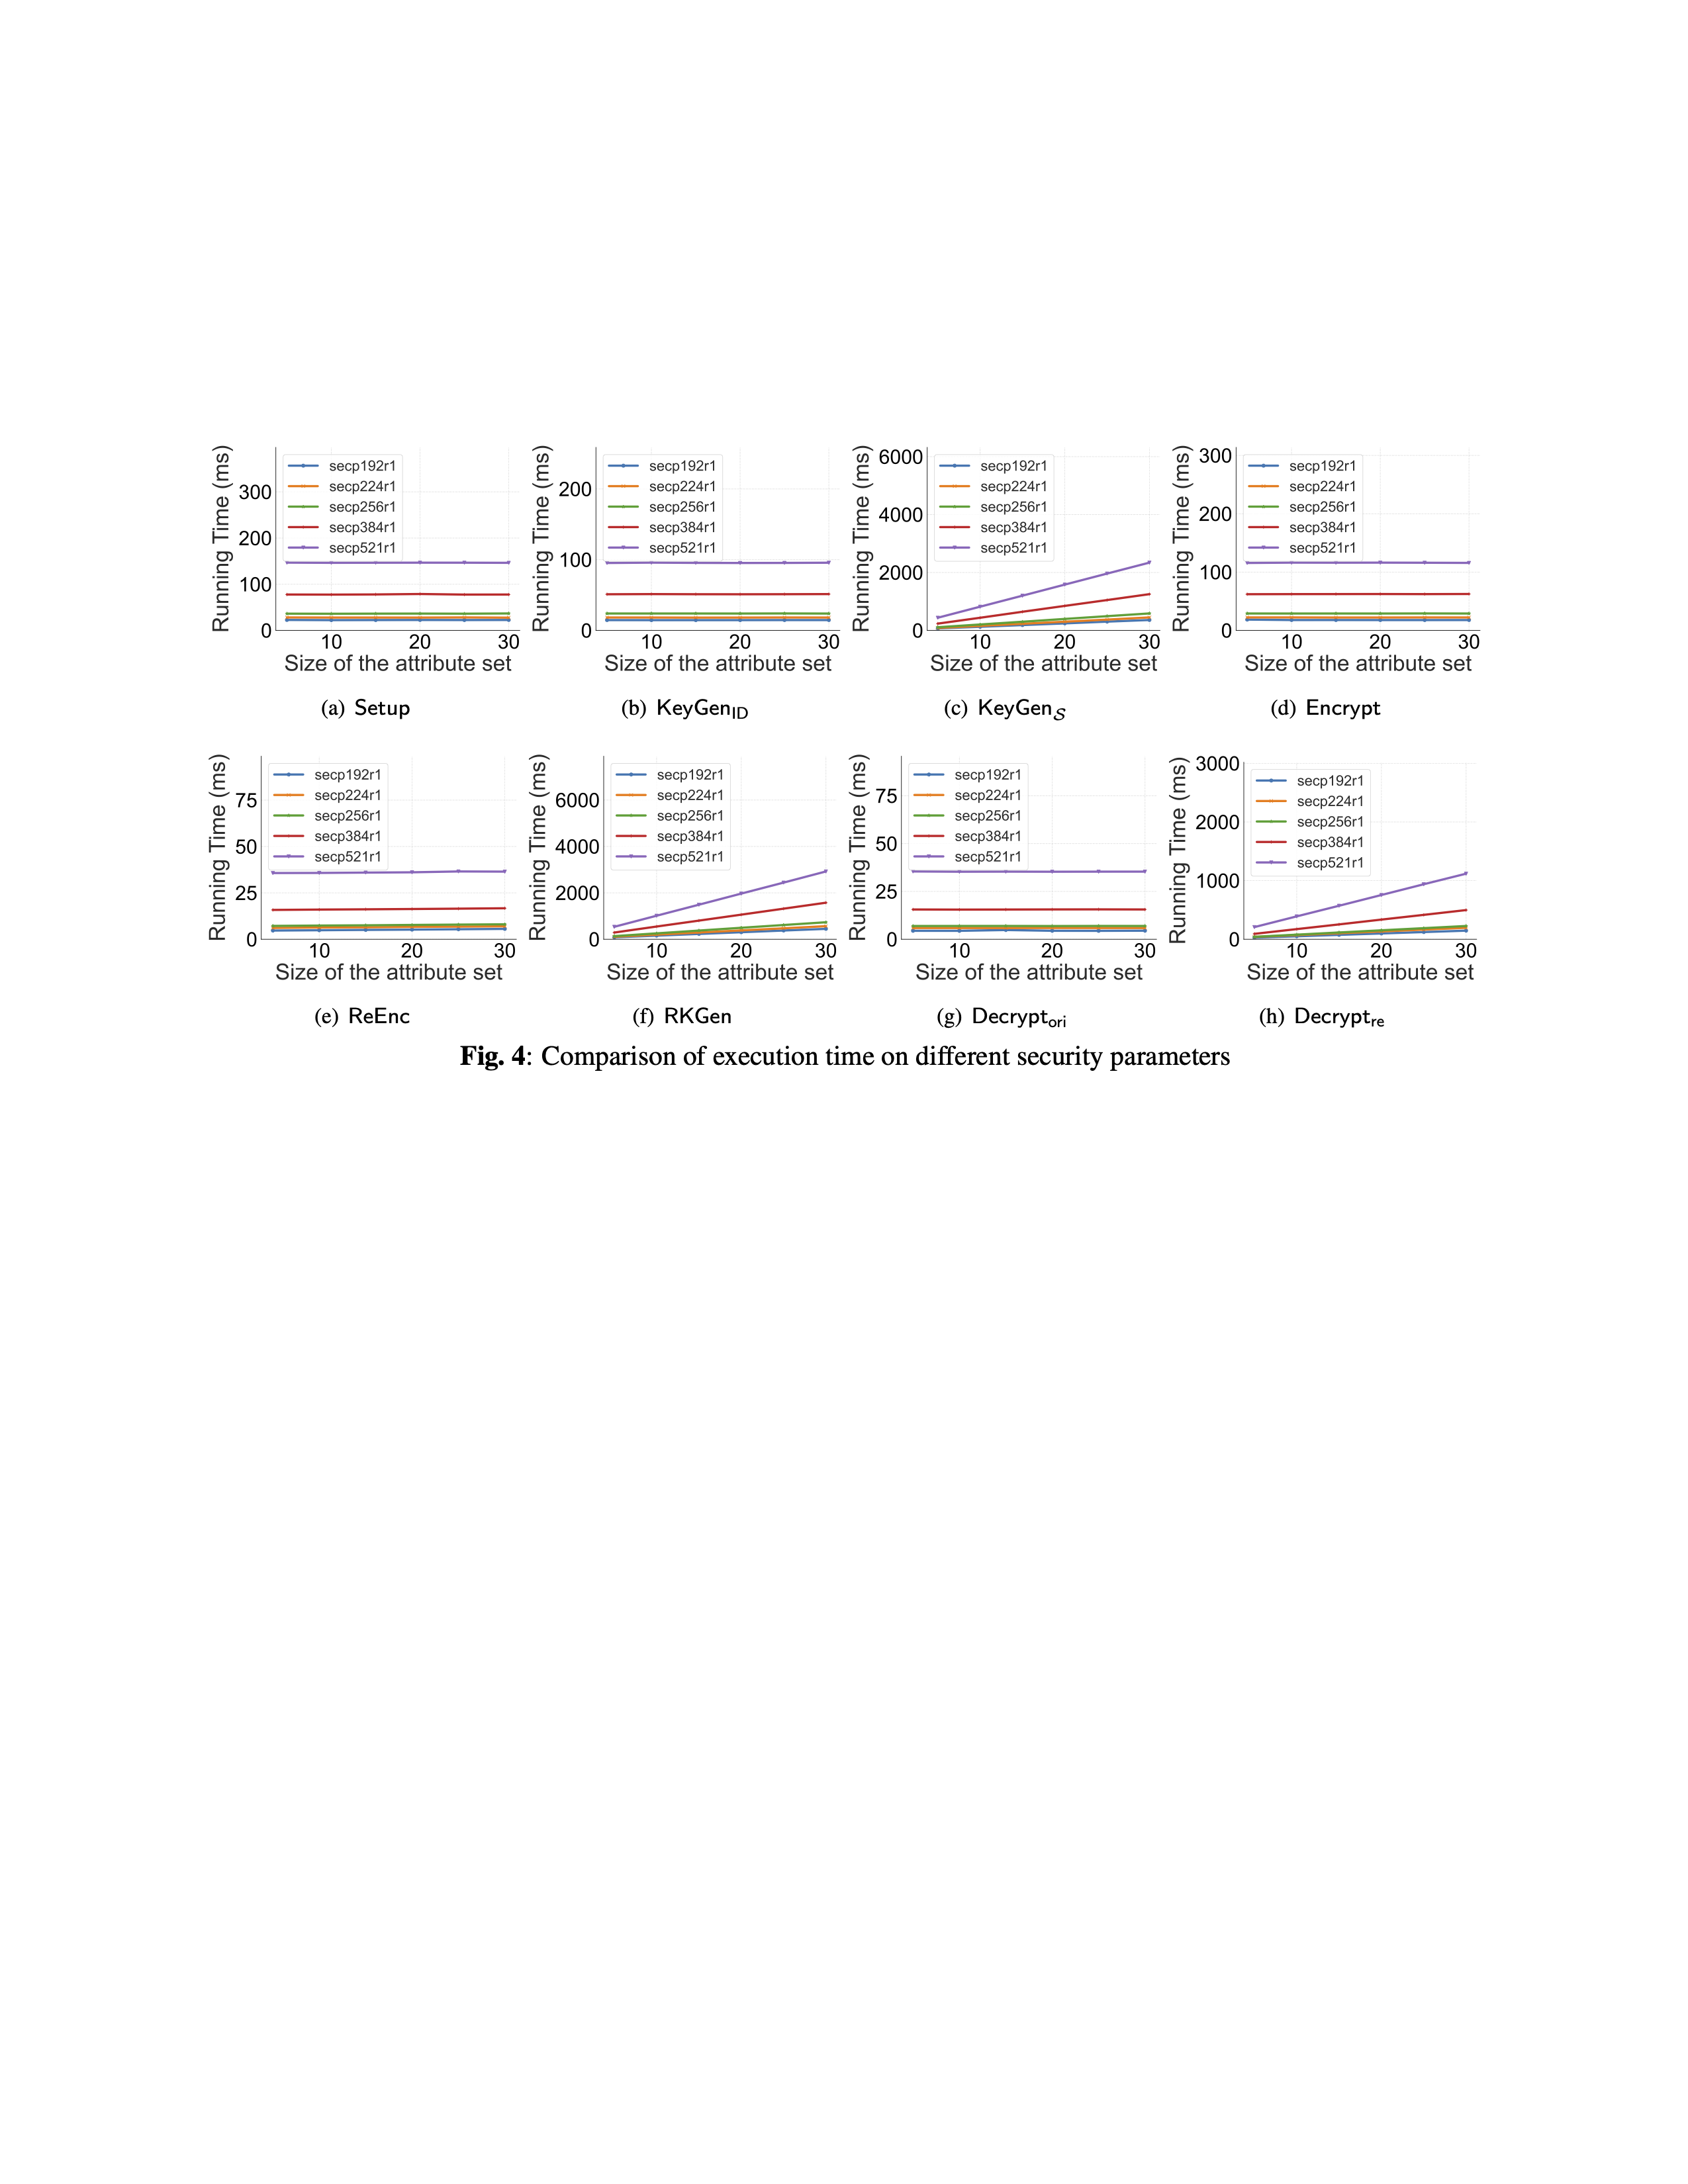 Running Time (ms)
300
200
100
0
10 20 30
secp192r1
secp224r1
secp256r1
secp384r1
secp521r1
Size of the attribute set
(a) Setup
Running Time (ms)
200
100
0
10 20 30
secp192r1
secp224r1
secp256r1
secp384r1
secp521r1
Size of the attribute set
(b) KeyGenID
Running Time (ms)
6000
4000
2000
0
10 20 30
secp192r1
secp224r1
secp256r1
secp384r1
secp521r1
Size of the attribute set
(c) KeyGen𝒮
Running Time (ms)
300
200
100
0
10 20 30
secp192r1
secp224r1
secp256r1
secp384r1
secp521r1
Size of the attribute set
(d) Encrypt
Running Time (ms)
75
50
25
0
10 20 30
secp192r1
secp224r1
secp256r1
secp384r1
secp521r1
Size of the attribute set
(e) ReEnc
Running Time (ms)
6000
4000
2000
0
10 20 30
secp192r1
secp224r1
secp256r1
secp384r1
secp521r1
Size of the attribute set
(f) RKGen
Running Time (ms)
75
50
25
0
10 20 30
secp192r1
secp224r1
secp256r1
secp384r1
secp521r1
Size of the attribute set
(g) Decryptori
Running Time (ms)
3000
2000
1000
0
10 20 30
secp192r1
secp224r1
secp256r1
secp384r1
secp521r1
Size of the attribute set
(h) Decryptre
Fig. 4: Comparison of execution time on different security parameters